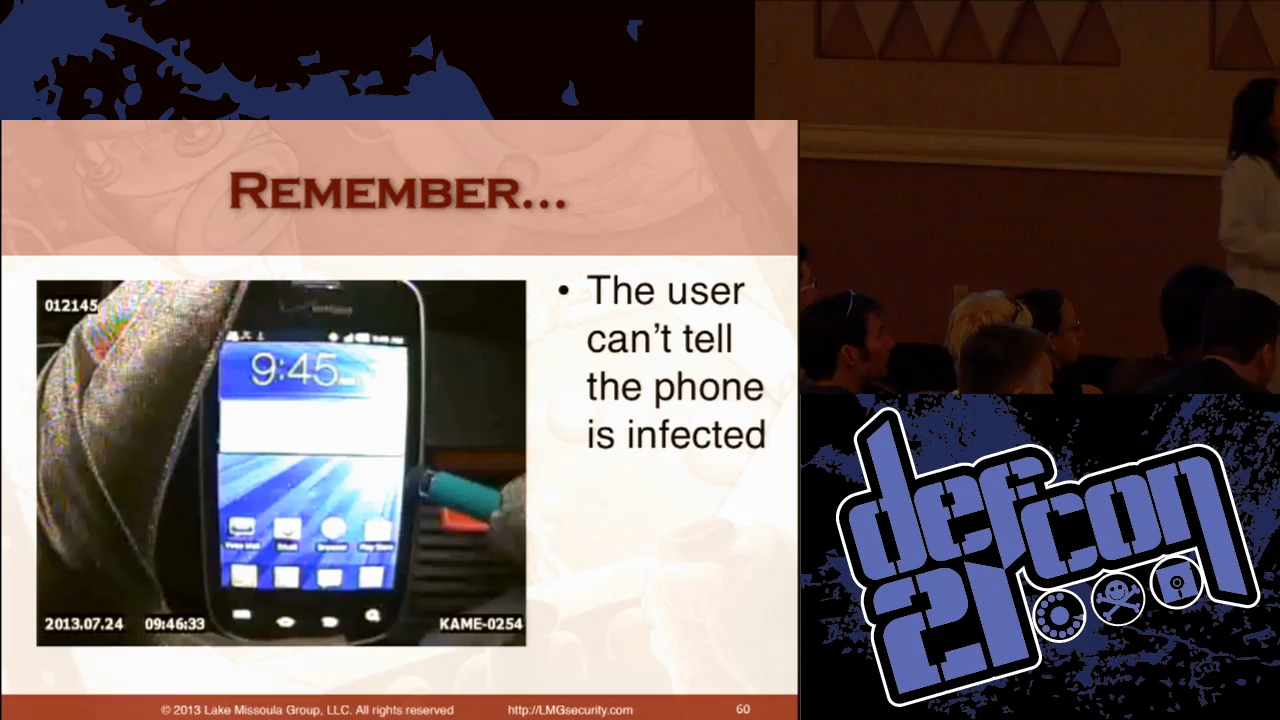 REMEMBER...
012145
verizon
9:45
• The user
can't tell
the phone
is infected
2013.07.24 09:46:33
KAME-0254
© 2013 Lake Missoula Group, LLC. All rights reserved
http://LMGsecurity.com
60
defcon
21